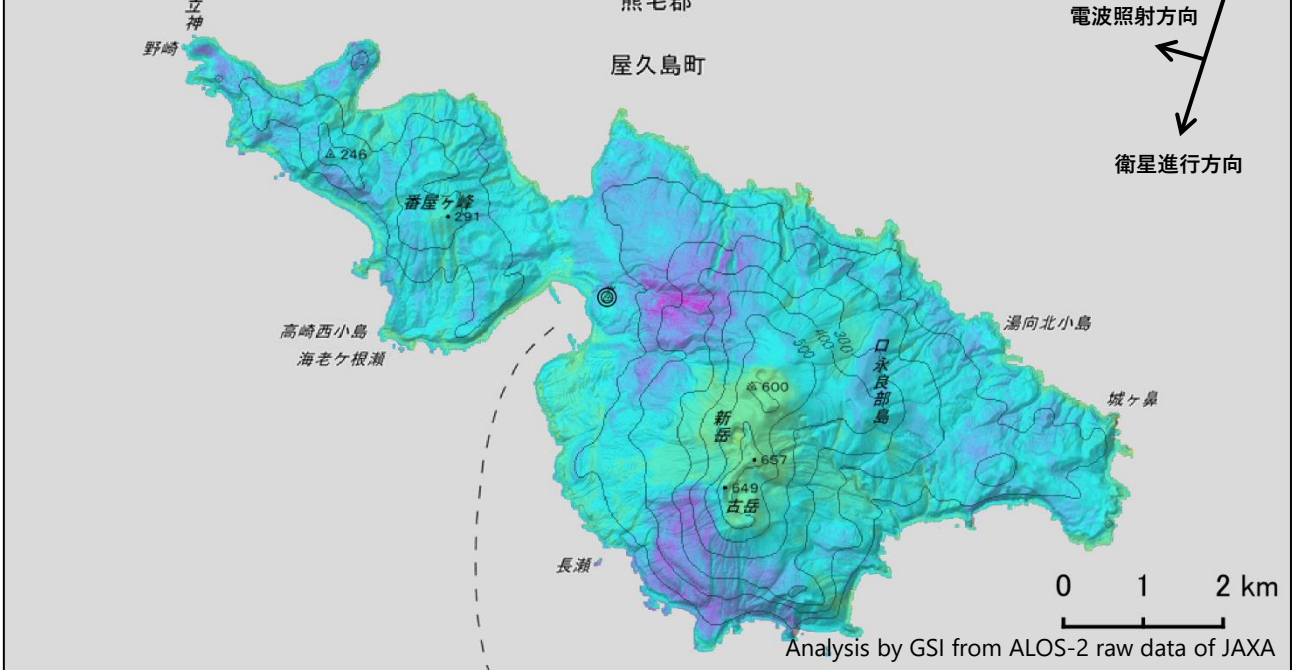 立神
熊毛郡
電波照射方向
野崎
屋久島町
衛星進行方向
246
番屋ヶ峰
291
高崎西小島
海老ケ根瀬
湯向北小島
300
400
500
口永良部島
600
城ヶ鼻
新岳
657
649
古岳
長瀬
0 1 2 km
Analysis by GSI from ALOS-2 raw data of JAXA